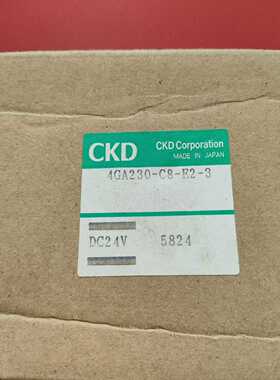 CKD
CKD Corporation
MADE IN JAPAN
4GA230-C8-E2-3
DC24V 5824